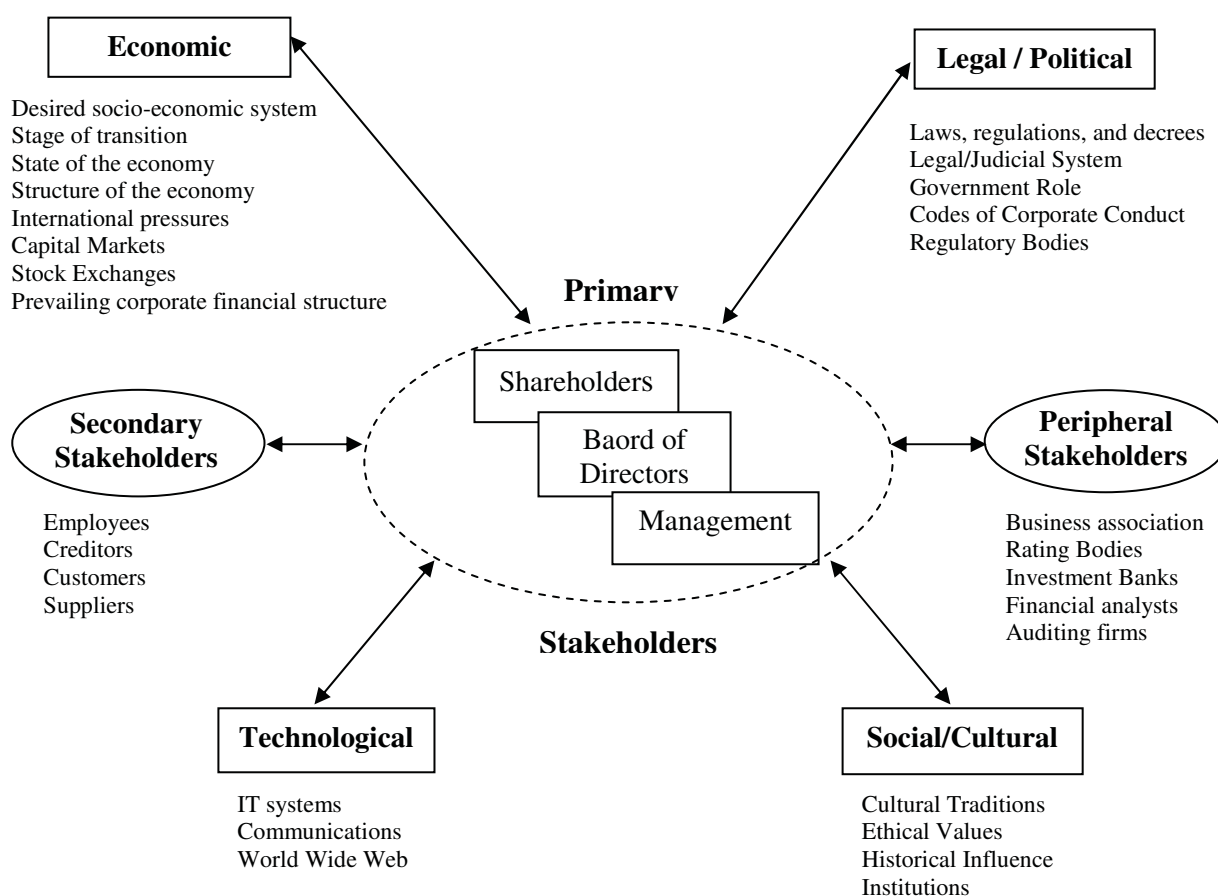 Economic
Desired socio-economic system
Stage of transition
State of the economy
Structure of the economy
International pressures
Capital Markets
Stock Exchanges
Prevailing corporate financial structure
Legal / Political
Laws, regulations, and decrees
Legal/Judicial System
Government Role
Codes of Corporate Conduct
Regulatory Bodies
Primary
Shareholders
Baord of
Directors
Management
Stakeholders
Secondary
Stakeholders
Employees
Creditors
Customers
Suppliers
Peripheral
Stakeholders
Business association
Rating Bodies
Investment Banks
Financial analysts
Auditing firms
Technological
IT systems
Communications
World Wide Web
Social/Cultural
Cultural Traditions
Ethical Values
Historical Influence
Institutions